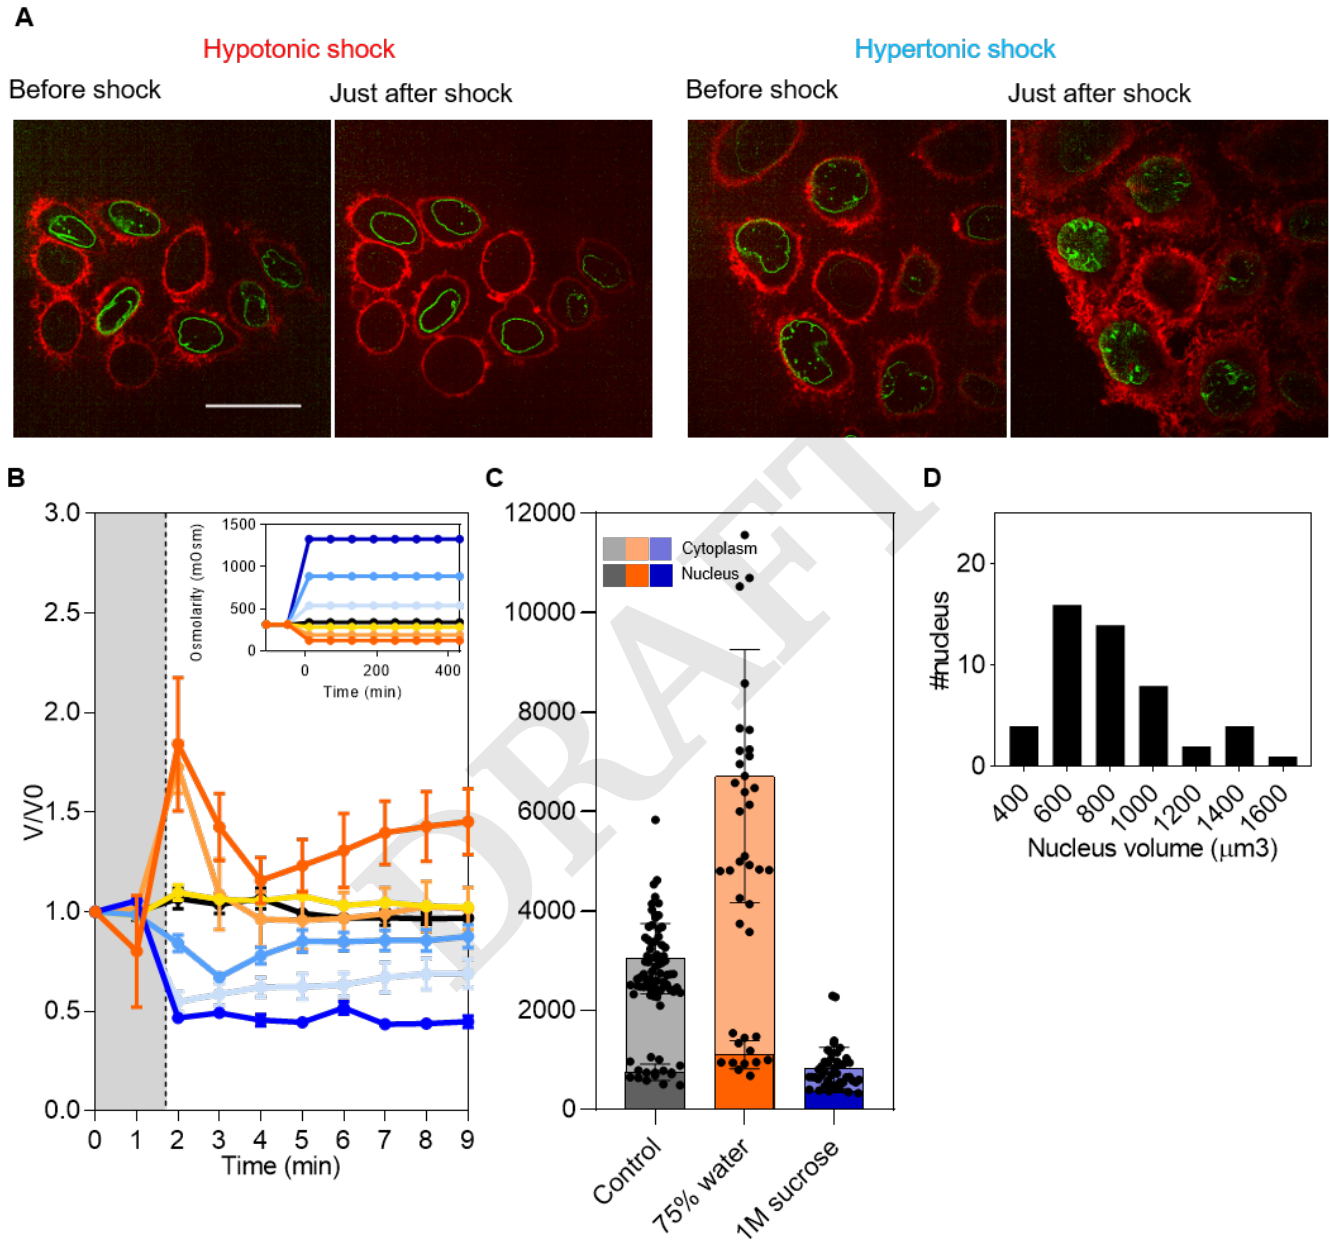 A
Hypotonic shock
Hypertonic shock
Before shock
Just after shock
Before shock
Just after shock
B
C
D
3.0
2.5
2.0
1.5
1.0
0.5
0.0
V/V0
0 1 2 3 4 5 6 7 8 9
Time (min)
1500
1000
500
0
Osmolarity (mOsm)
0 200 400
Time (min)
12000
10000
8000
6000
4000
2000
0
Cytoplasm
Nucleus
Control
75% water
1M sucrose
20
10
0
#nucleus
400 600 800 1000 1200 1400 1600
Nucleus volume (µm3)
DRAFT